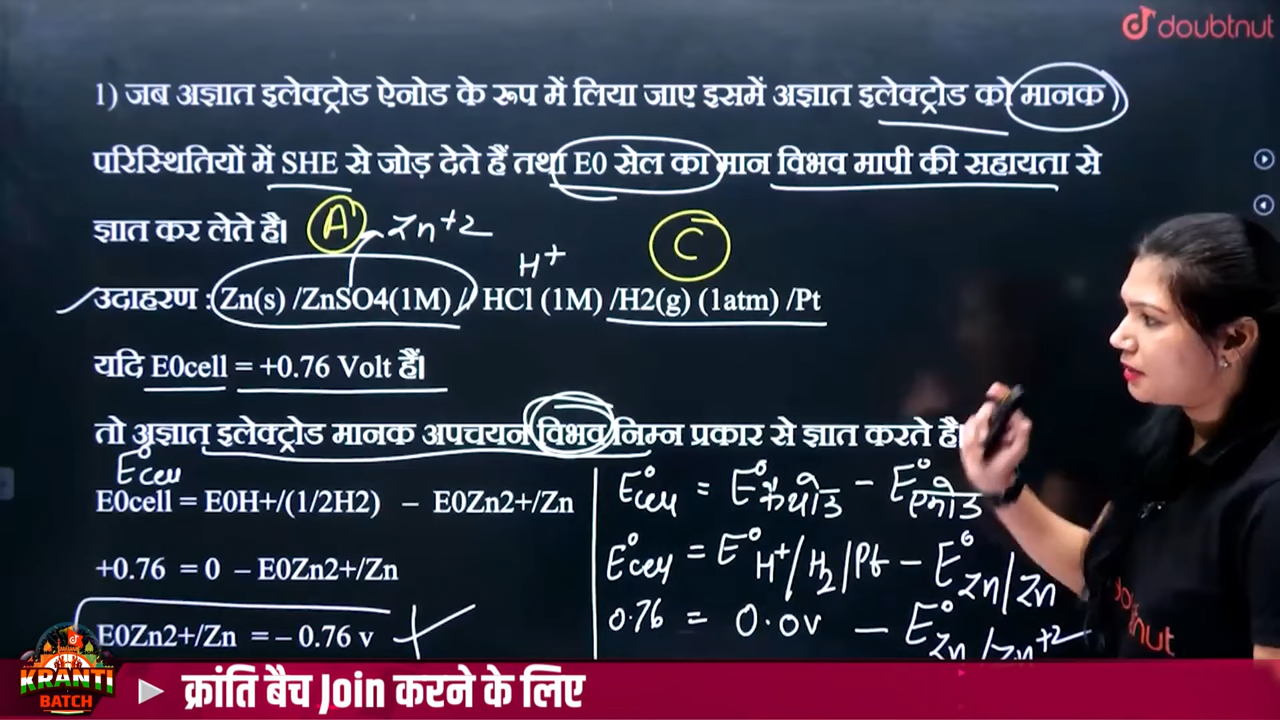 doubtnut
1) जब अज्ञात इलेक्ट्रोड ऐनोड के रूप में लिया जाए इसमें अज्ञात इलेक्ट्रोड को मानक
परिस्थितियों में SHE से जोड़ देते हैं तथा E0 सेल का मान विभव मापी की सहायता से
ज्ञात कर लेते है।
A Zn+2
C
H+
उदाहरण : Zn(s) /ZnSO4(1M) // HCl (1M) /H2(g) (1atm) /Pt
यदि E0cell = +0.76 Volt हैं।
तो अज्ञात इलेक्ट्रोड मानक अपचयन विभव निम्न प्रकार से ज्ञात करते है।
E°cell
E0cell = E0H+/(1/2H2) – E0Zn2+/Zn
+0.76 = 0 – E0Zn2+/Zn
E0Zn2+/Zn = – 0.76 v
E°cell = E°कैथोड – E°एनोड
E°cell = E°H+/H2/Pt – E°Zn/Zn
0.76 = 0.0V – E°Zn/Zn+2
nut
KRANTI
BATCH
क्रांति बैच Join करने के लिए